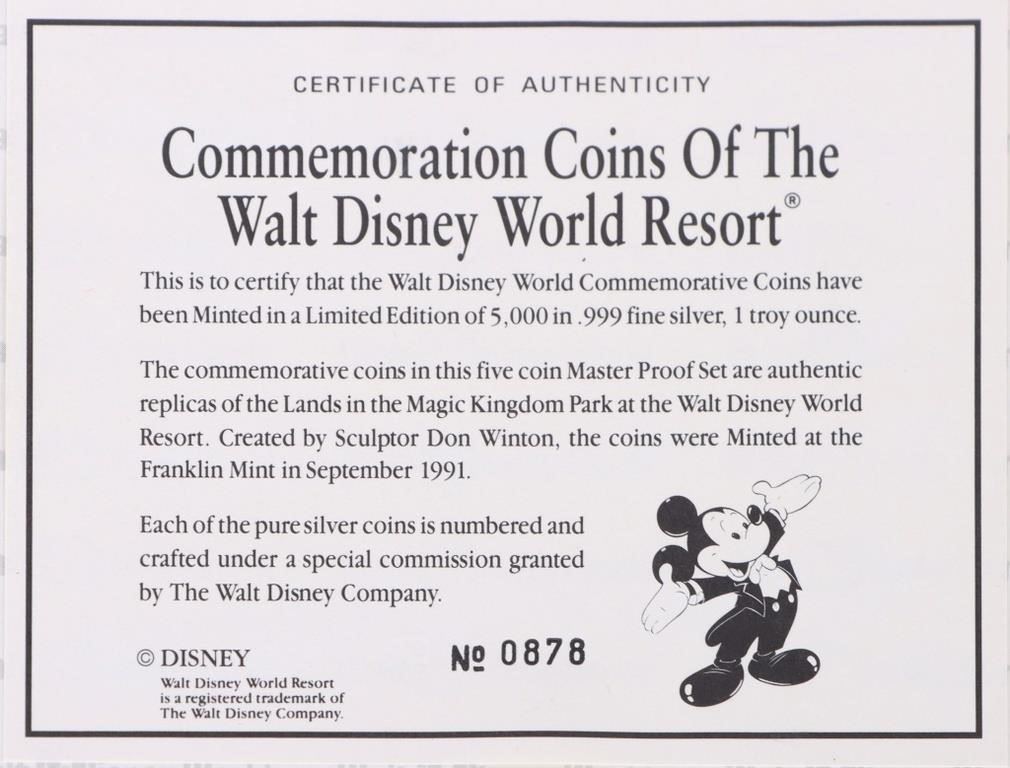 CERTIFICATE OF AUTHENTICITY
Commemoration Coins Of The
Walt Disney World Resort®
This is to certify that the Walt Disney World Commemorative Coins have
been Minted in a Limited Edition of 5,000 in .999 fine silver, 1 troy ounce.
The commemorative coins in this five coin Master Proof Set are authentic
replicas of the Lands in the Magic Kingdom Park at the Walt Disney World
Resort. Created by Sculptor Don Winton, the coins were Minted at the
Franklin Mint in September 1991.
Each of the pure silver coins is numbered and
crafted under a special commission granted
by The Walt Disney Company.
© DISNEY
Nº 0878
Walt Disney World Resort
is a registered trademark of
The Walt Disney Company.